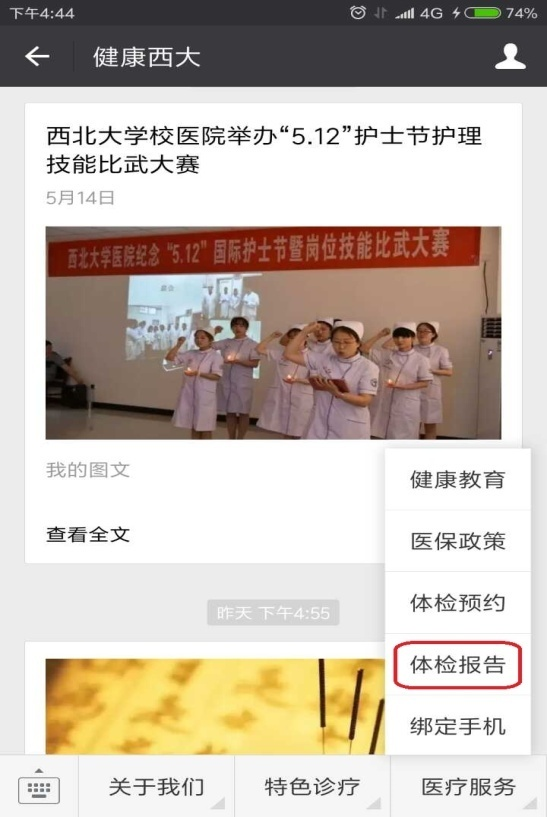 下午4:44
4G
74%
健康西大
西北大学校医院举办“5.12”护士节护理
技能比武大赛
5月14日
西北大学医院纪念“5.12”国际护士节暨岗位技能比武大赛
我的图文
查看全文
昨天 下午4:55
健康教育
医保政策
体检预约
体检报告
绑定手机
关于我们
特色诊疗
医疗服务